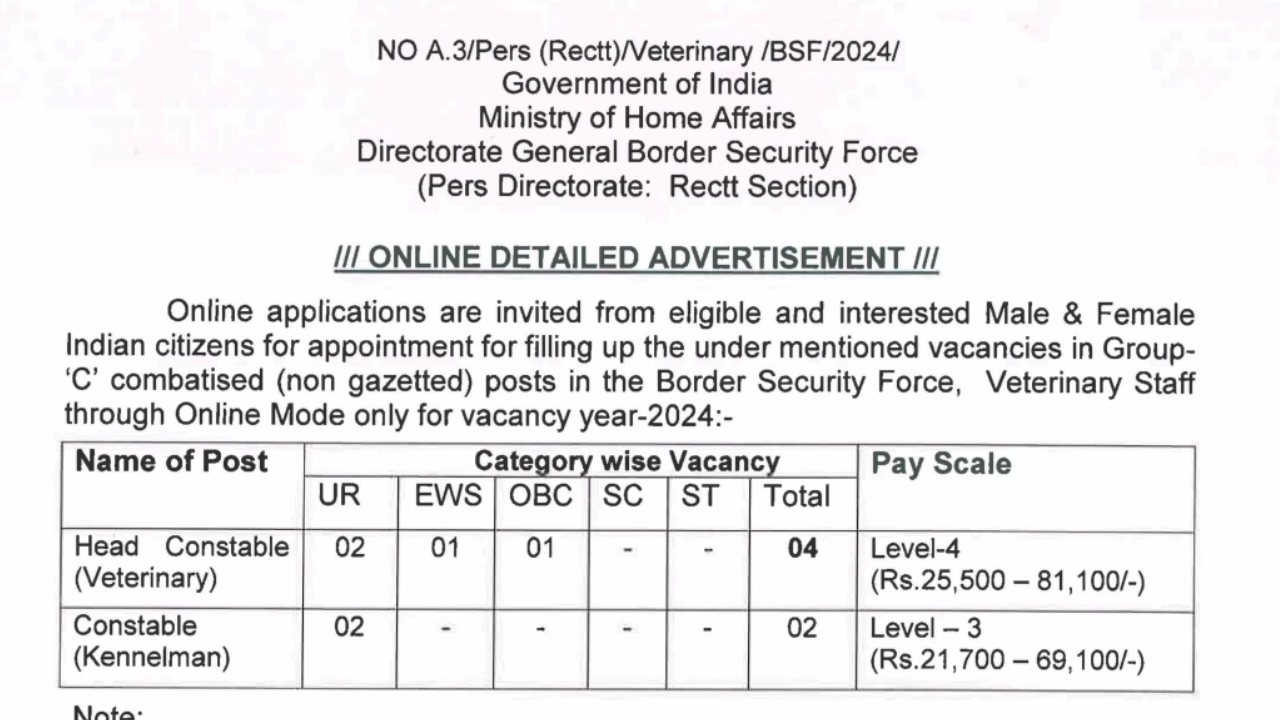 NO A.3/Pers (Rectt)/Veterinary /BSF/2024/
Government of India
Ministry of Home Affairs
Directorate General Border Security Force
(Pers Directorate: Rectt Section)
/// ONLINE DETAILED ADVERTISEMENT ///
Online applications are invited from eligible and interested Male & Female
Indian citizens for appointment for filling up the under mentioned vacancies in Group-
‘C’ combatised (non gazetted) posts in the Border Security Force, Veterinary Staff
through Online Mode only for vacancy year-2024:-
Name of Post Category wise Vacancy Pay Scale
UR EWS OBC SC ST Total
Head Constable 02 01 01 - - 04 Level-4
(Veterinary) (Rs.25,500 – 81,100/-)
Constable 02 - - - - 02 Level – 3
(Kennelman) (Rs.21,700 – 69,100/-)
Note: